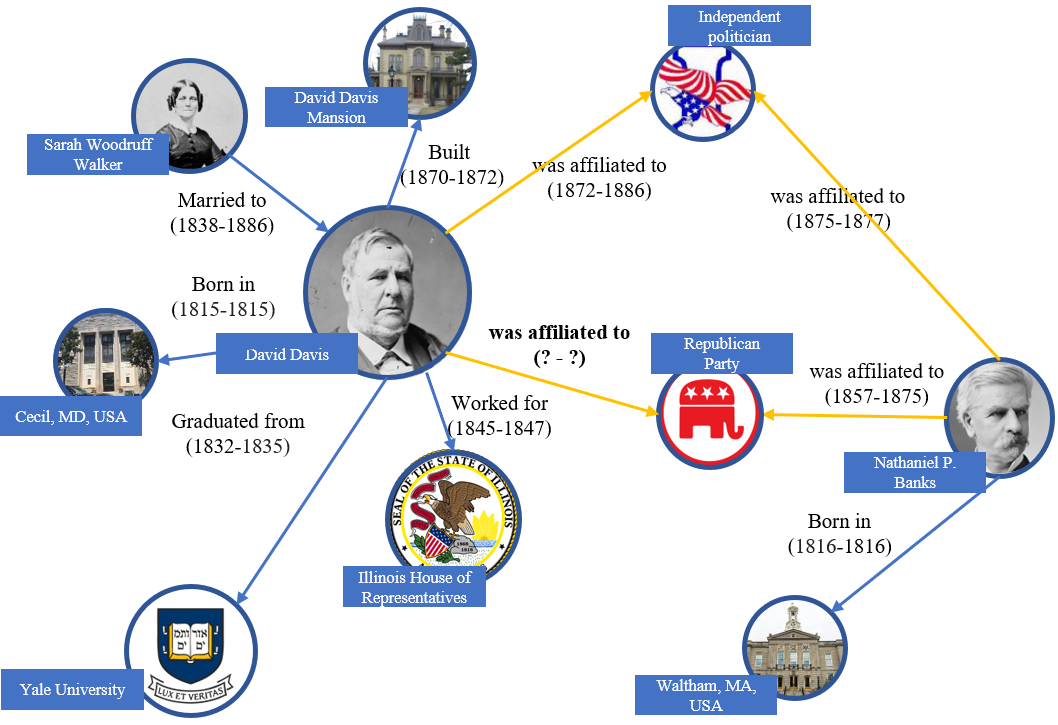 Independent
politician
David Davis
Mansion
Sarah Woodruff
Walker
Built
(1870-1872)
was affiliated to
(1872-1886)
Married to
(1838-1886)
was affiliated to
(1875-1877)
Born in
(1815-1815)
David Davis
was affiliated to
(? - ?)
Republican
Party
was affiliated to
(1857-1875)
Cecil, MD, USA
Graduated from
(1832-1835)
Worked for
(1845-1847)
SEAL OF THE STATE OF ILLINOIS
1868
1818
Nathaniel P.
Banks
Born in
(1816-1816)
Illinois House of
Representatives
אורים
ותמים
LUX ET VERITAS
Yale University
Waltham, MA,
USA